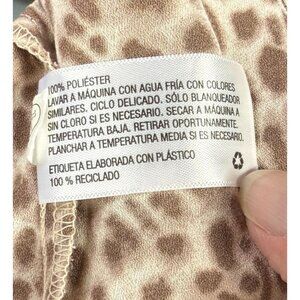 100% POLIÉSTER
LAVAR A MÁQUINA CON AGUA FRÍA CON COLORES
SIMILARES. CICLO DELICADO. SÓLO BLANQUEADOR
SIN CLORO SI ES NECESARIO. SECAR A MÁQUINA A
TEMPERATURA BAJA. RETIRAR OPORTUNAMENTE.
PLANCHAR A TEMPERATURA MEDIA SI ES NECESARIO.
ETIQUETA ELABORADA CON PLÁSTICO
100 % RECICLADO